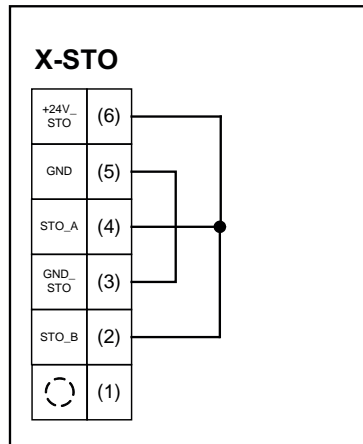 X-STO
+24V_
STO
(6)
GND
(5)
STO_A
(4)
GND_
STO
(3)
STO_B
(2)
(1)